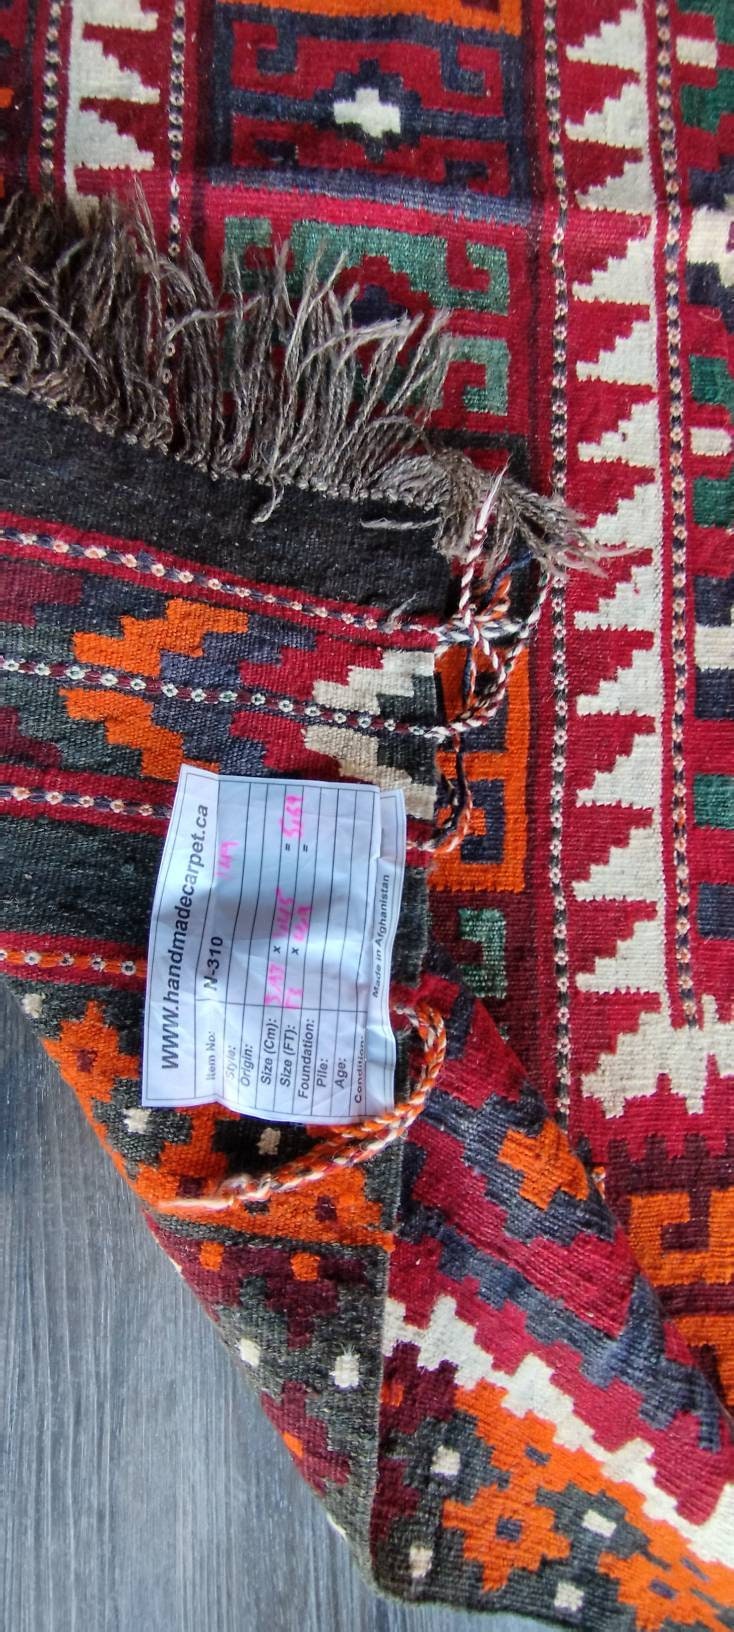 www.handmadecarpet.ca
Item No: N-310
Style:
Origin:
Size (Cm): x =
Size (FT): x =
Foundation:
Pile:
Age:
Condition:
Made in Afghanistan